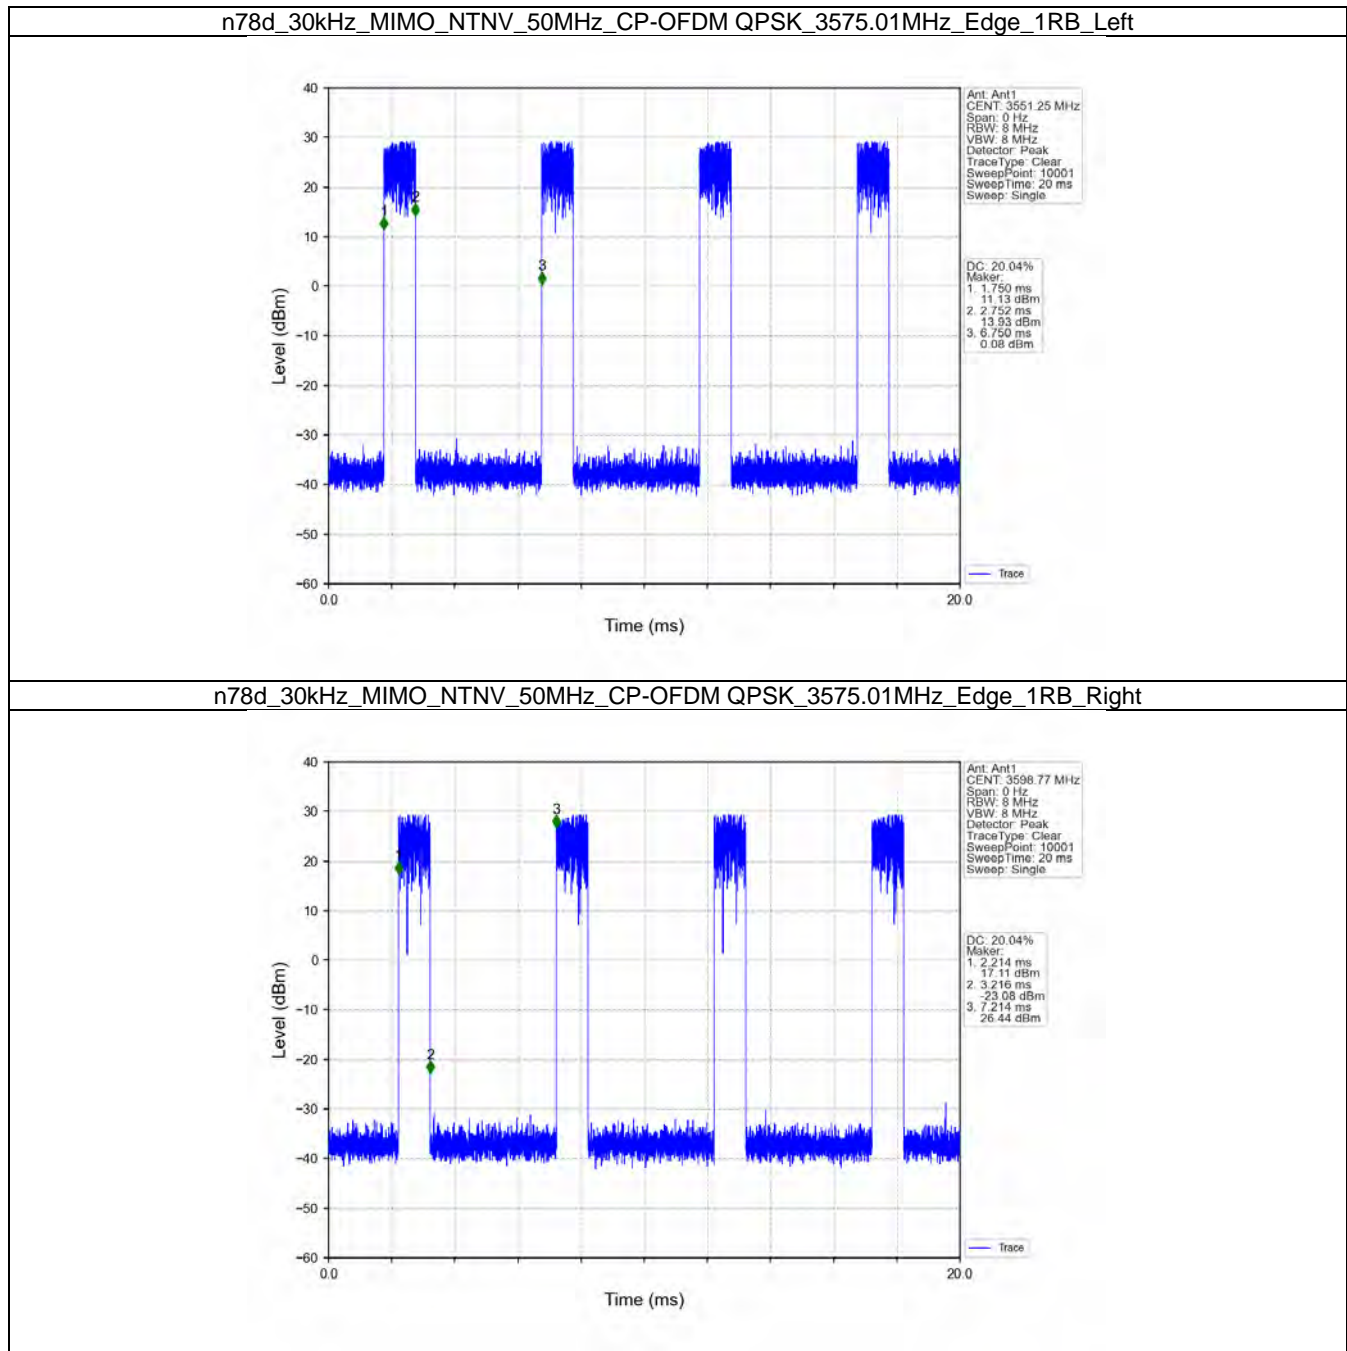 n78d_30kHz_MIMO_NTNV_50MHz_CP-OFDM QPSK_3575.01MHz_Edge_1RB_Left
40
30
20
10
0
−10
−20
−30
−40
−50
−60
Level (dBm)
0.0
20.0
Time (ms)
1
2
3
Ant: Ant1
CENT: 3551.25 MHz
Span: 0 Hz
RBW: 8 MHz
VBW: 8 MHz
Detector: Peak
TraceType: Clear
SweepPoint: 10001
SweepTime: 20 ms
Sweep: Single
DC: 20.04%
Maker:
1. 1.750 ms
11.13 dBm
2. 2.752 ms
13.93 dBm
3. 6.750 ms
0.08 dBm
Trace
n78d_30kHz_MIMO_NTNV_50MHz_CP-OFDM QPSK_3575.01MHz_Edge_1RB_Right
40
30
20
10
0
−10
−20
−30
−40
−50
−60
Level (dBm)
0.0
20.0
Time (ms)
1
2
3
Ant: Ant1
CENT: 3598.77 MHz
Span: 0 Hz
RBW: 8 MHz
VBW: 8 MHz
Detector: Peak
TraceType: Clear
SweepPoint: 10001
SweepTime: 20 ms
Sweep: Single
DC: 20.04%
Maker:
1. 2.214 ms
17.11 dBm
2. 3.216 ms
-23.08 dBm
3. 7.214 ms
26.44 dBm
Trace